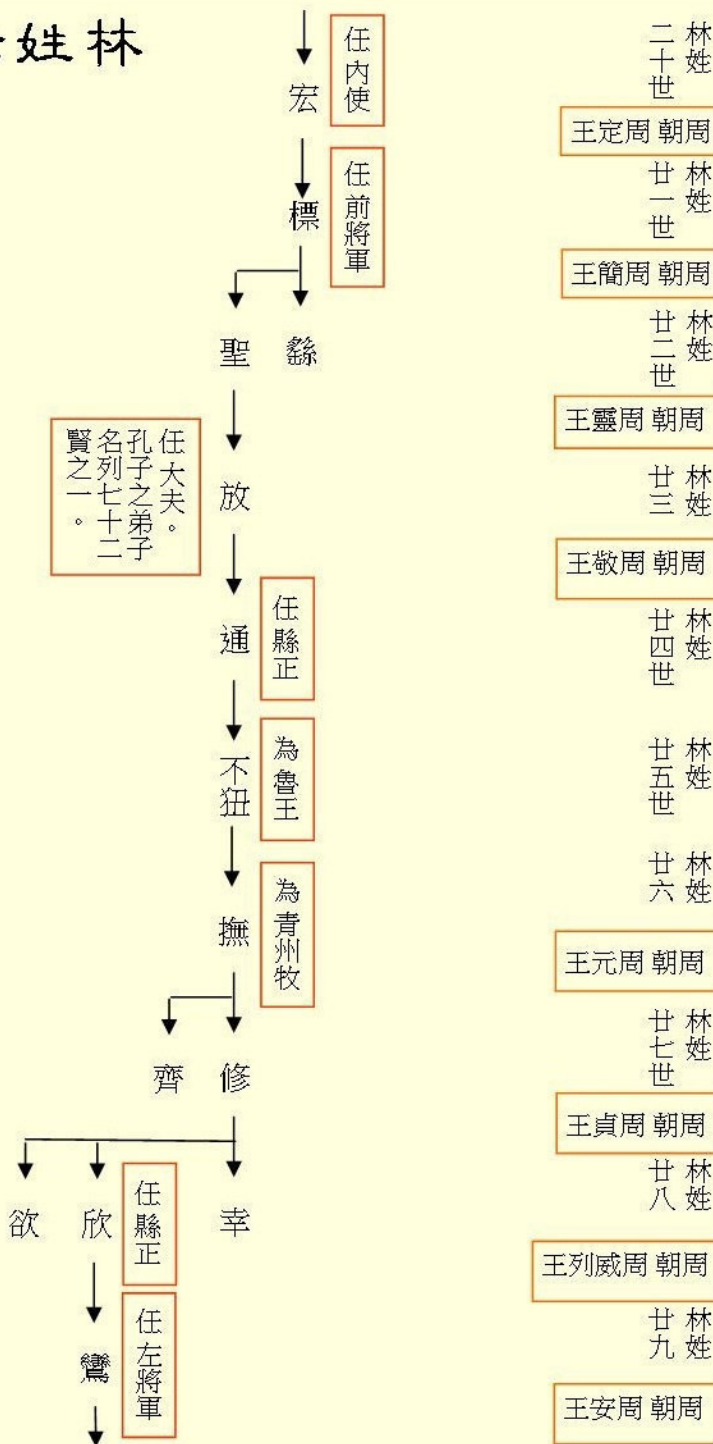 林姓
林姓
二十世
任內使
宏
周朝 周定王
林姓
廿一世
任前將軍
標
周朝 周簡王
林姓
廿二世
繇
聖
周朝 周靈王
林姓
廿三
放
任大夫。
孔子之弟子
名列七十二
賢之一。
周朝 周敬王
林姓
廿四世
任縣正
通
林姓
廿五世
為魯王
不狃
林姓
廿六
為青州牧
撫
周朝 周元王
林姓
廿七世
修
齊
周朝 周貞王
林姓
廿八
幸
任縣正
欣
欲
周朝 周威列王
林姓
廿九
任左將軍
鸞
周朝 周安王